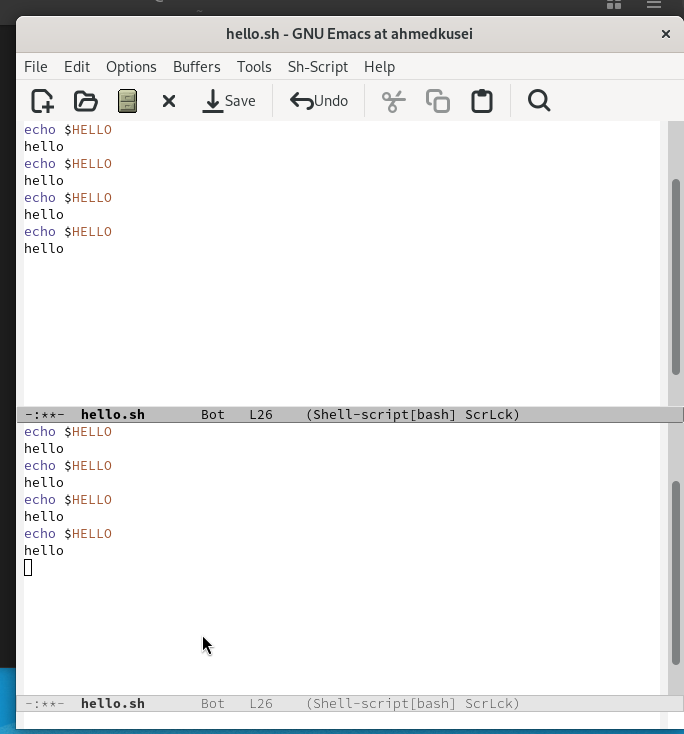 hello.sh - GNU Emacs at ahmedkusei
File Edit Options Buffers Tools Sh-Script Help
Save Undo
echo $HELLO
hello
echo $HELLO
hello
echo $HELLO
hello
echo $HELLO
hello
-:**- hello.sh Bot L26 (Shell-script[bash] ScrLck)
echo $HELLO
hello
echo $HELLO
hello
echo $HELLO
hello
echo $HELLO
hello
-:**- hello.sh Bot L26 (Shell-script[bash] ScrLck)